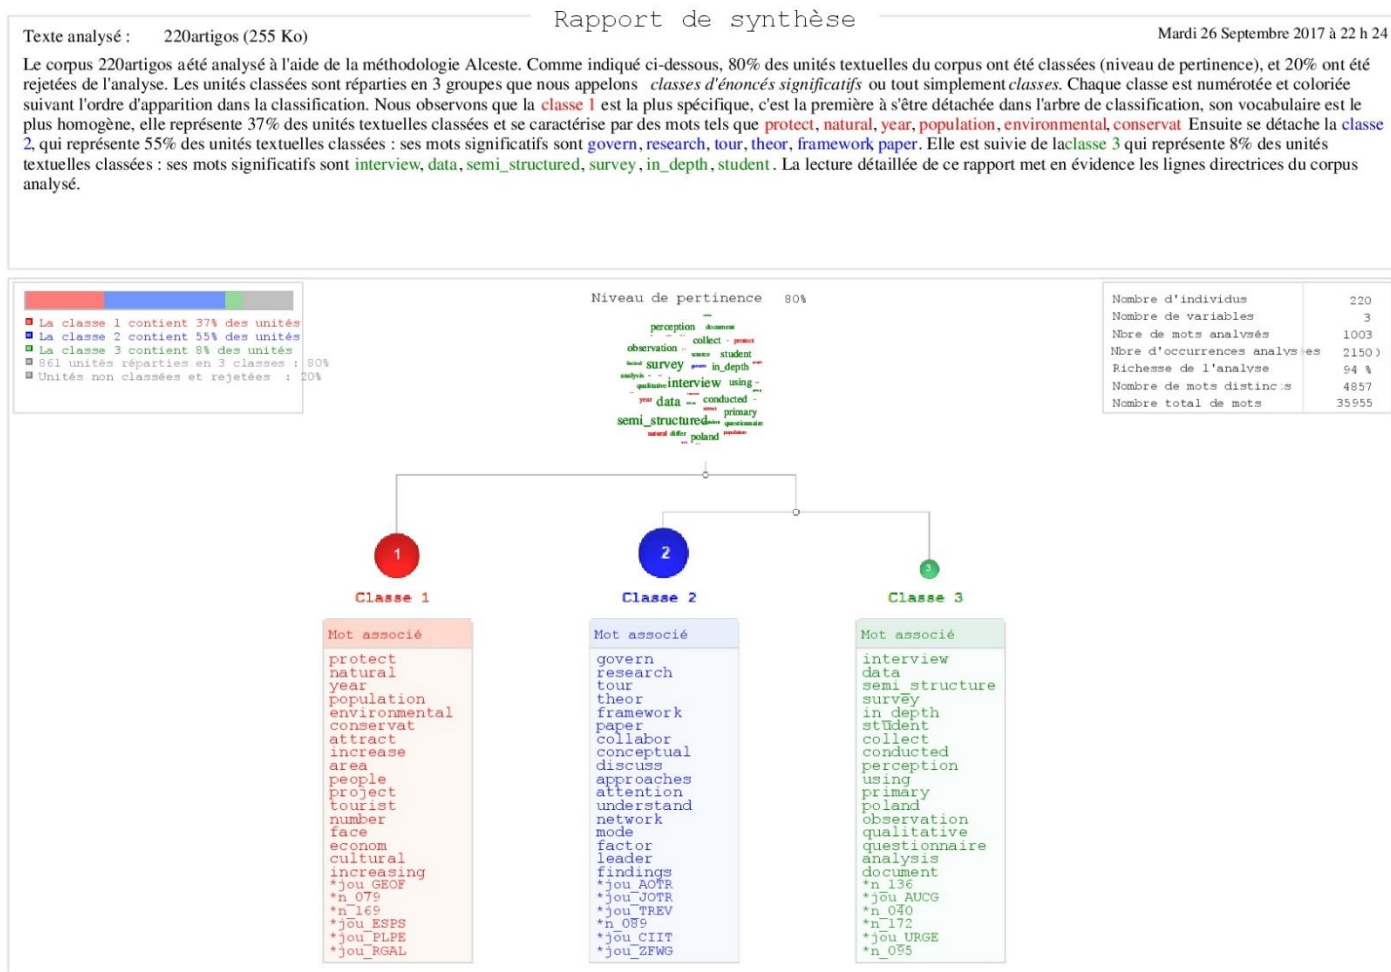 Rapport de synthèse
Texte analysé : 220artigos (255 Ko)
Mardi 26 Septembre 2017 à 22 h 24
Le corpus 220artigos aété analysé à l'aide de la méthodologie Alceste. Comme indiqué ci-dessous, 80% des unités textuelles du corpus ont été classées (niveau de pertinence), et 20% ont été
rejetées de l'analyse. Les unités classées sont réparties en 3 groupes que nous appelons classes d'énoncés significatifs ou tout simplement classes. Chaque classe est numérotée et coloriée
suivant l'ordre d'apparition dans la classification. Nous observons que la classe 1 est la plus spécifique, c'est la première à s'être détachée dans l'arbre de classification, son vocabulaire est le
plus homogène, elle représente 37% des unités textuelles classées et se caractérise par des mots tels que protect, natural, year, population, environmental, conservat Ensuite se détache la classe
2, qui représente 55% des unités textuelles classées : ses mots significatifs sont govern, research, tour, theor, framework paper. Elle est suivie de laclasse 3 qui représente 8% des unités
textuelles classées : ses mots significatifs sont interview, data, semi_structured, survey, in_depth, student. La lecture détaillée de ce rapport met en évidence les lignes directrices du corpus
analysé.
La classe 1 contient 37% des unités
La classe 2 contient 55% des unités
La classe 3 contient 8% des unités
861 unités réparties en 3 classes : 80%
Unités non classées et rejetées : 20%
Niveau de pertinence 80%
perception document
collect protect
observation
source student
survey govern in_depth
analysis
qualitative interview using
year data conducted
primary
semi_structured questionnaire
natural differ poland population
Nombre d'individus 220
Nombre de variables 3
Nbre de mots analysés 1003
Nbre d'occurrences analysées 21500
Richesse de l'analyse 94 %
Nombre de mots distincts 4857
Nombre total de mots 35955
1
2
3
Classe 1
Classe 2
Classe 3
Mot associé
protect
natural
year
population
environmental
conservat
attract
increase
area
people
project
tourist
number
face
econom
cultural
increasing
*jou_GEOF
*n_079
*n_169
*jou_ESPS
*jou_PLPE
*jou_RGAL
Mot associé
govern
research
tour
theor
framework
paper
collabor
conceptual
discuss
approaches
attention
understand
network
mode
factor
leader
findings
*jou_AOTR
*jou_JOTR
*jou_TREV
*n_089
*jou_CIIT
*jou_ZFWG
Mot associé
interview
data
semi_structure
survey
in_depth
student
collect
conducted
perception
using
primary
poland
observation
qualitative
questionnaire
analysis
document
*n_136
*jou_AUCG
*n_040
*n_172
*jou_URGE
*n_095